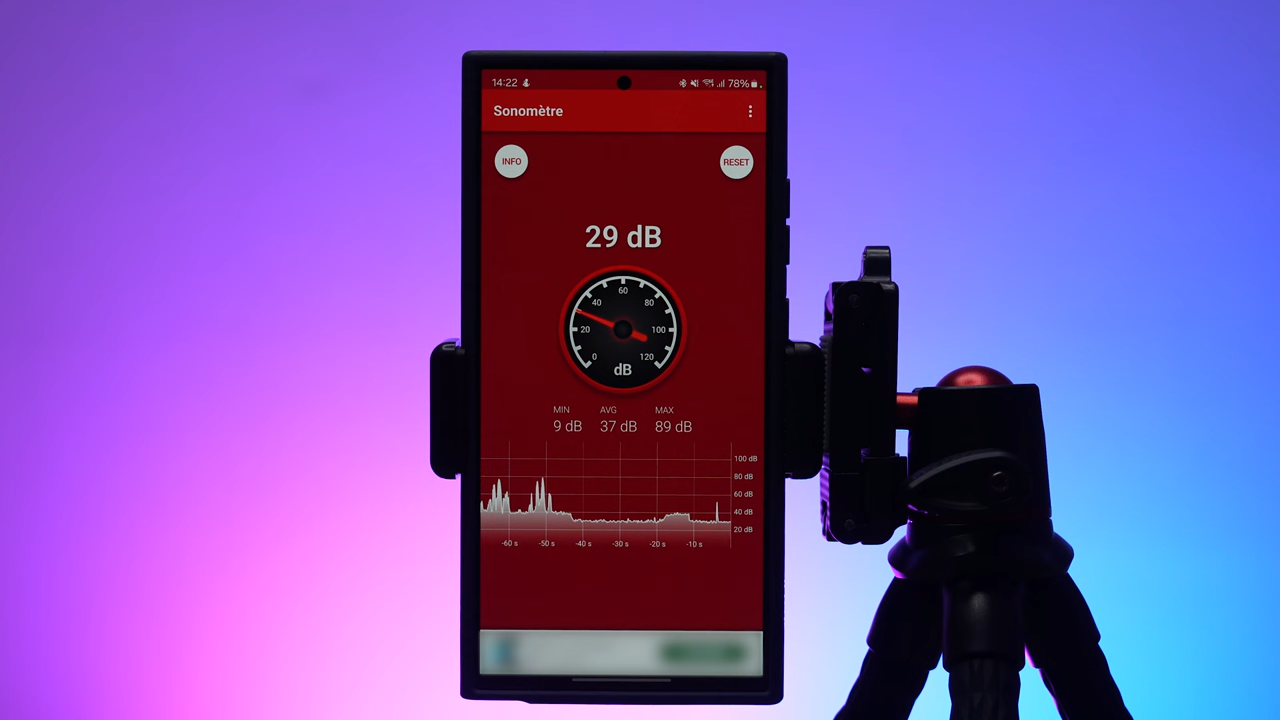 14:22 78%
Sonomètre
INFO RESET
29 dB
60
40 80
20 100
0 120
dB
MIN AVG MAX
9 dB 37 dB 89 dB
100 dB
80 dB
60 dB
40 dB
20 dB
-60 s -50 s -40 s -30 s -20 s -10 s